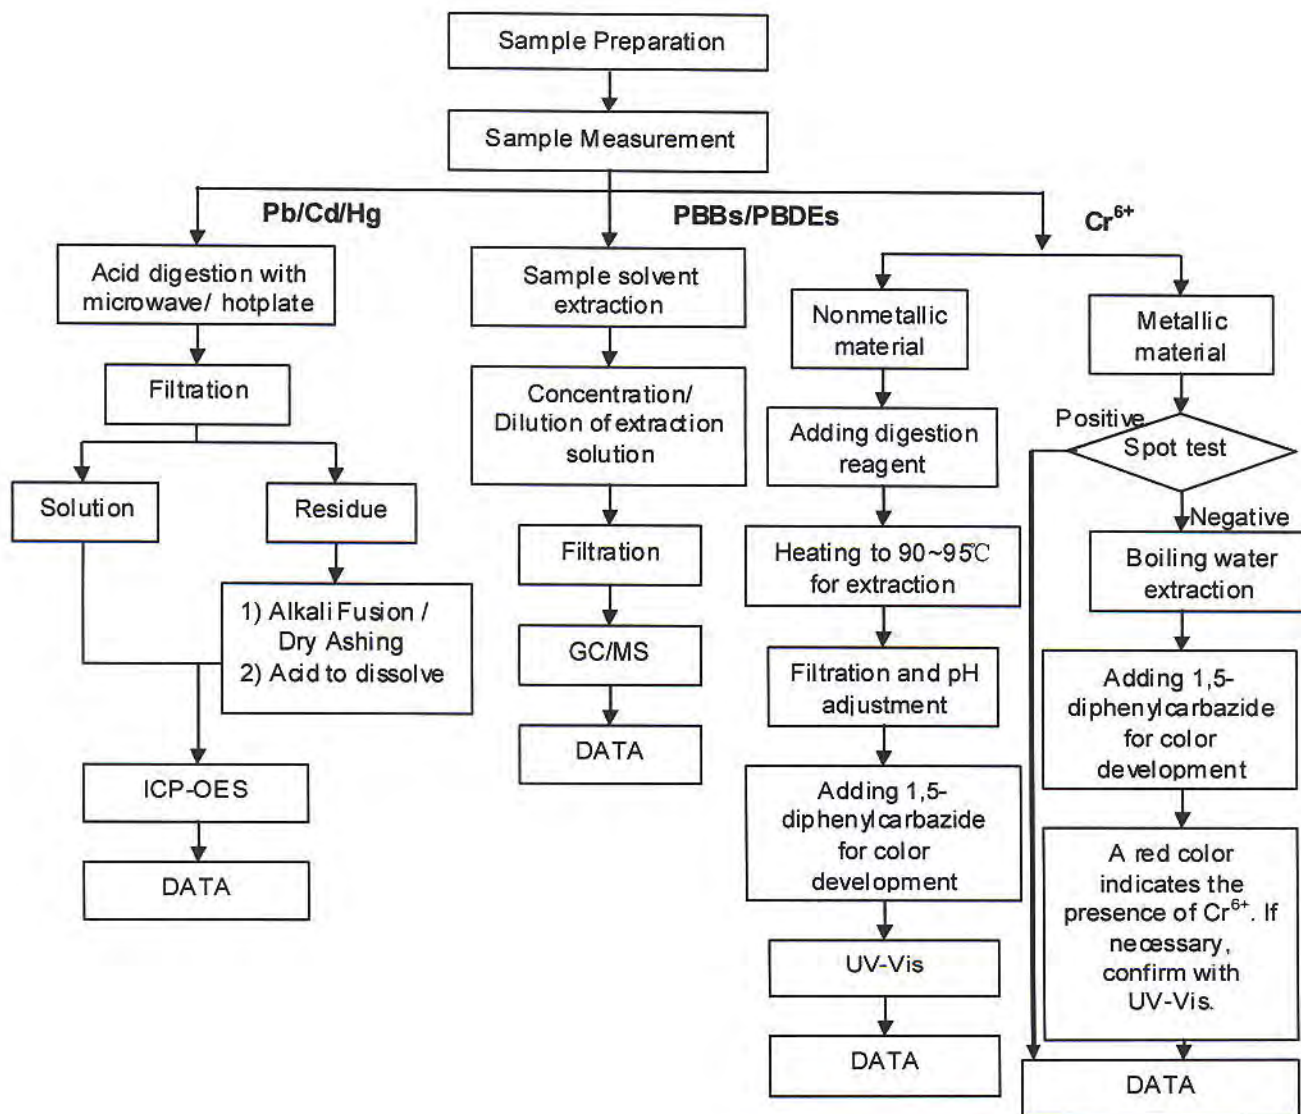 Sample Preparation
Sample Measurement
Pb/Cd/Hg
PBBs/PBDEs
Cr⁶⁺
Acid digestion with
microwave/ hotplate
Filtration
Solution
Residue
1) Alkali Fusion /
Dry Ashing
2) Acid to dissolve
ICP-OES
DATA
Sample solvent
extraction
Concentration/
Dilution of extraction
solution
Filtration
GC/MS
DATA
Nonmetallic
material
Adding digestion
reagent
Heating to 90~95℃
for extraction
Filtration and pH
adjustment
Adding 1,5-
diphenylcarbazide
for color
development
UV-Vis
DATA
Metallic
material
Positive
Spot test
Negative
Boiling water
extraction
Adding 1,5-
diphenylcarbazide
for color
development
A red color
indicates the
presence of Cr⁶⁺. If
necessary,
confirm with
UV-Vis.
DATA